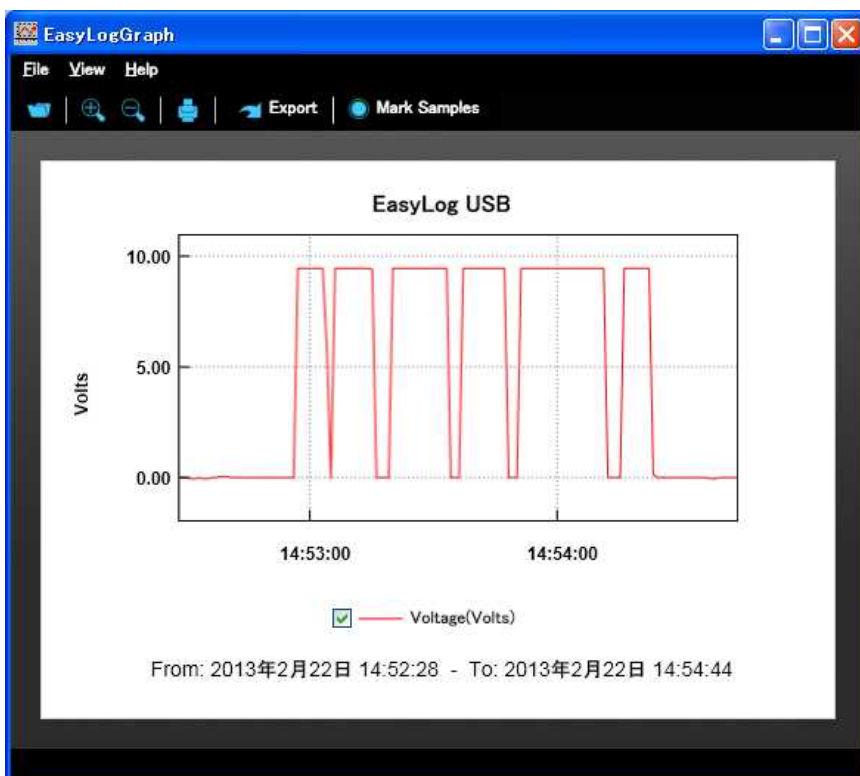 EasyLogGraph
File View Help
Export Mark Samples
EasyLog USB
10.00
5.00
0.00
Volts
14:53:00 14:54:00
Voltage(Volts)
From: 2013年2月22日 14:52:28 - To: 2013年2月22日 14:54:44